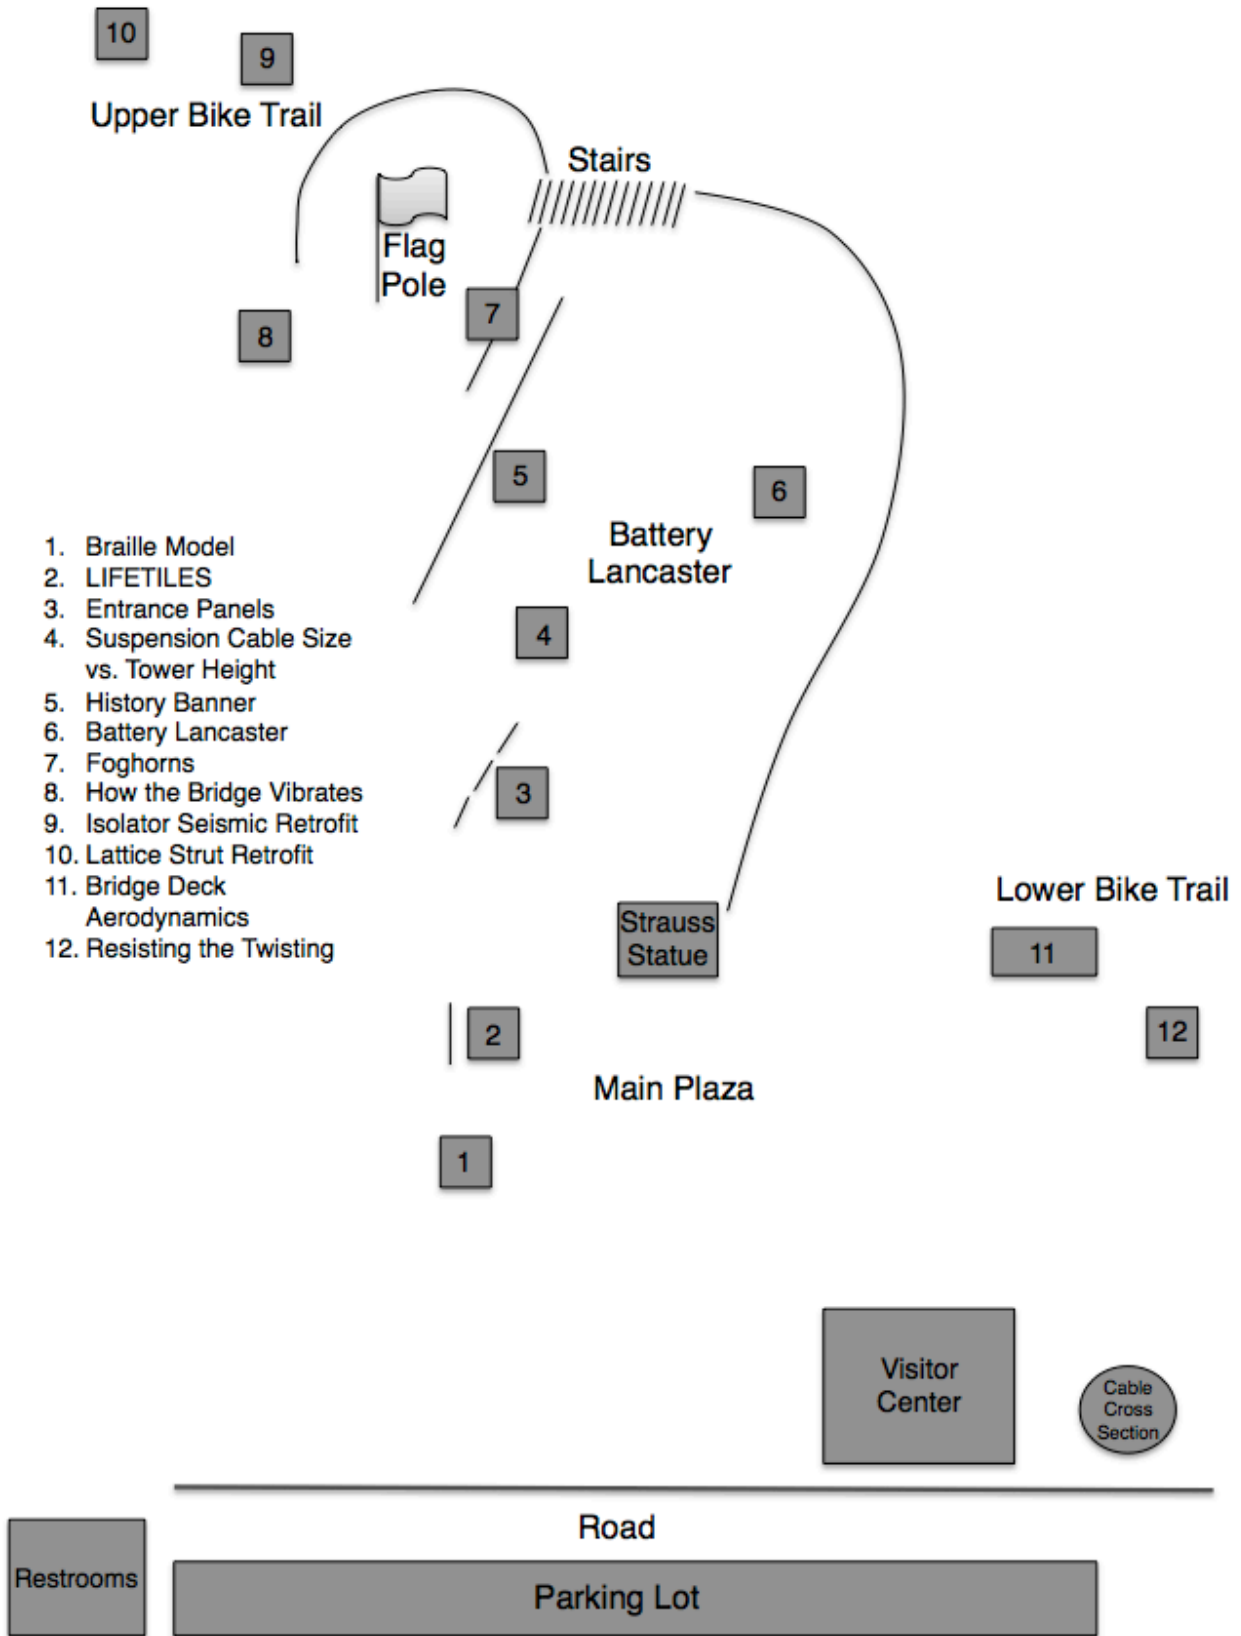 10
9
Upper Bike Trail
Stairs
Flag
Pole
7
8
5
6
Battery
Lancaster
1. Braille Model
2. LIFETILES
3. Entrance Panels
4. Suspension Cable Size
vs. Tower Height
5. History Banner
6. Battery Lancaster
7. Foghorns
8. How the Bridge Vibrates
9. Isolator Seismic Retrofit
10. Lattice Strut Retrofit
11. Bridge Deck
Aerodynamics
12. Resisting the Twisting
4
3
Lower Bike Trail
Strauss
Statue
11
2
12
Main Plaza
1
Visitor
Center
Cable
Cross
Section
Road
Restrooms
Parking Lot